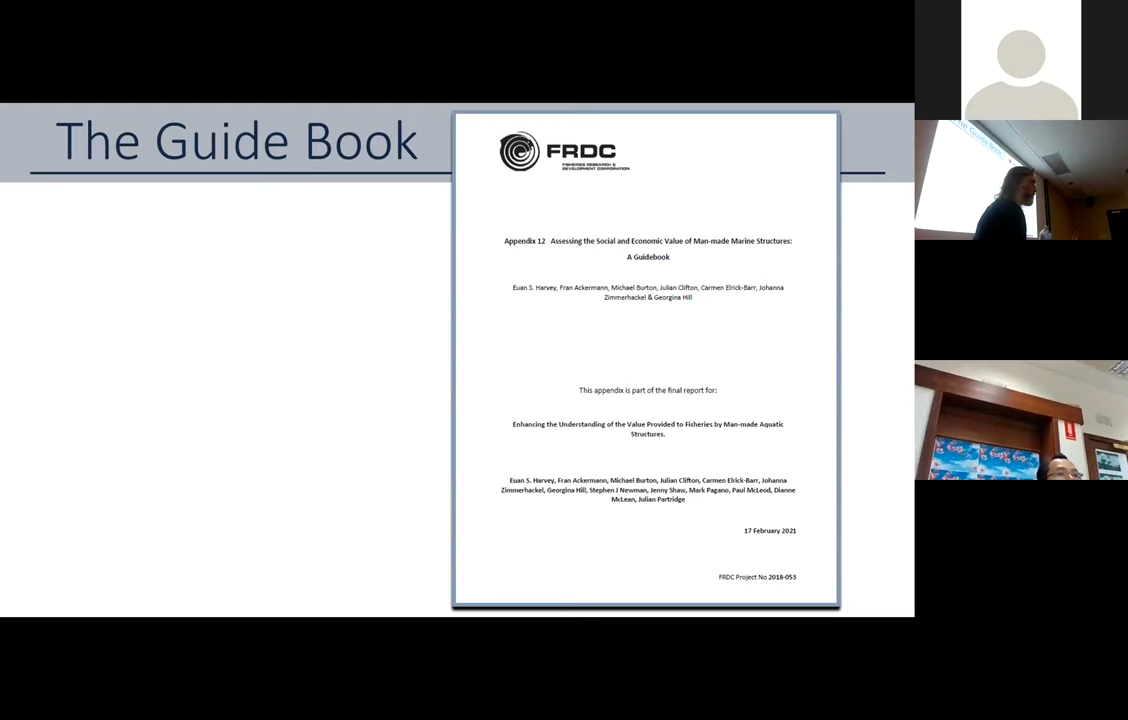 The Guide Book
FRDC
FISHERIES RESEARCH &
DEVELOPMENT CORPORATION
Appendix 12 Assessing the Social and Economic Value of Man-made Marine Structures:
A Guidebook
Euan S. Harvey, Fran Ackermann, Michael Burton, Julian Clifton, Carmen Elrick-Barr, Johanna
Zimmerhackel & Georgina Hill
This appendix is part of the final report for:
Enhancing the Understanding of the Value Provided to Fisheries by Man-made Aquatic
Structures.
Euan S. Harvey, Fran Ackermann, Michael Burton, Julian Clifton, Carmen Elrick-Barr, Johanna
Zimmerhackel, Georgina Hill, Stephen J Newman, Jenny Shaw, Mark Pagano, Paul McLeod, Dianne
McLean, Julian Partridge
17 February 2021
FRDC Project No 2018-053
The Guide Book